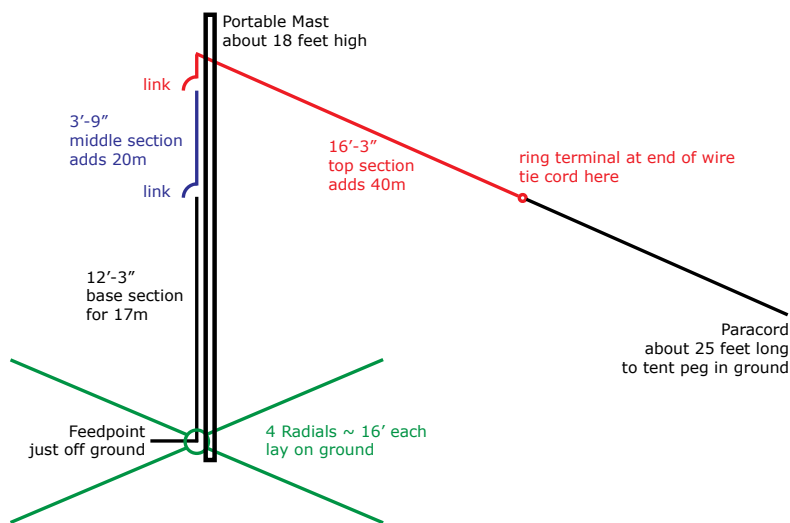 Portable Mast
about 18 feet high
link
3’-9”
middle section
adds 20m
link
16’-3”
top section
adds 40m
ring terminal at end of wire
tie cord here
12’-3”
base section
for 17m
Paracord
about 25 feet long
to tent peg in ground
Feedpoint
just off ground
4 Radials ~ 16’ each
lay on ground